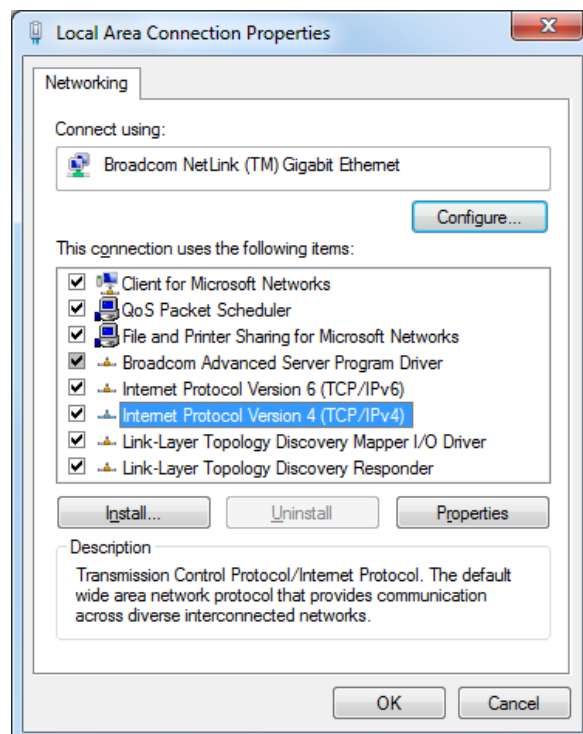 Local Area Connection Properties
Networking
Connect using:
Broadcom NetLink (TM) Gigabit Ethernet
Configure...
This connection uses the following items:
Client for Microsoft Networks
QoS Packet Scheduler
File and Printer Sharing for Microsoft Networks
Broadcom Advanced Server Program Driver
Internet Protocol Version 6 (TCP/IPv6)
Internet Protocol Version 4 (TCP/IPv4)
Link-Layer Topology Discovery Mapper I/O Driver
Link-Layer Topology Discovery Responder
Install... Uninstall Properties
Description
Transmission Control Protocol/Internet Protocol. The default
wide area network protocol that provides communication
across diverse interconnected networks.
OK Cancel